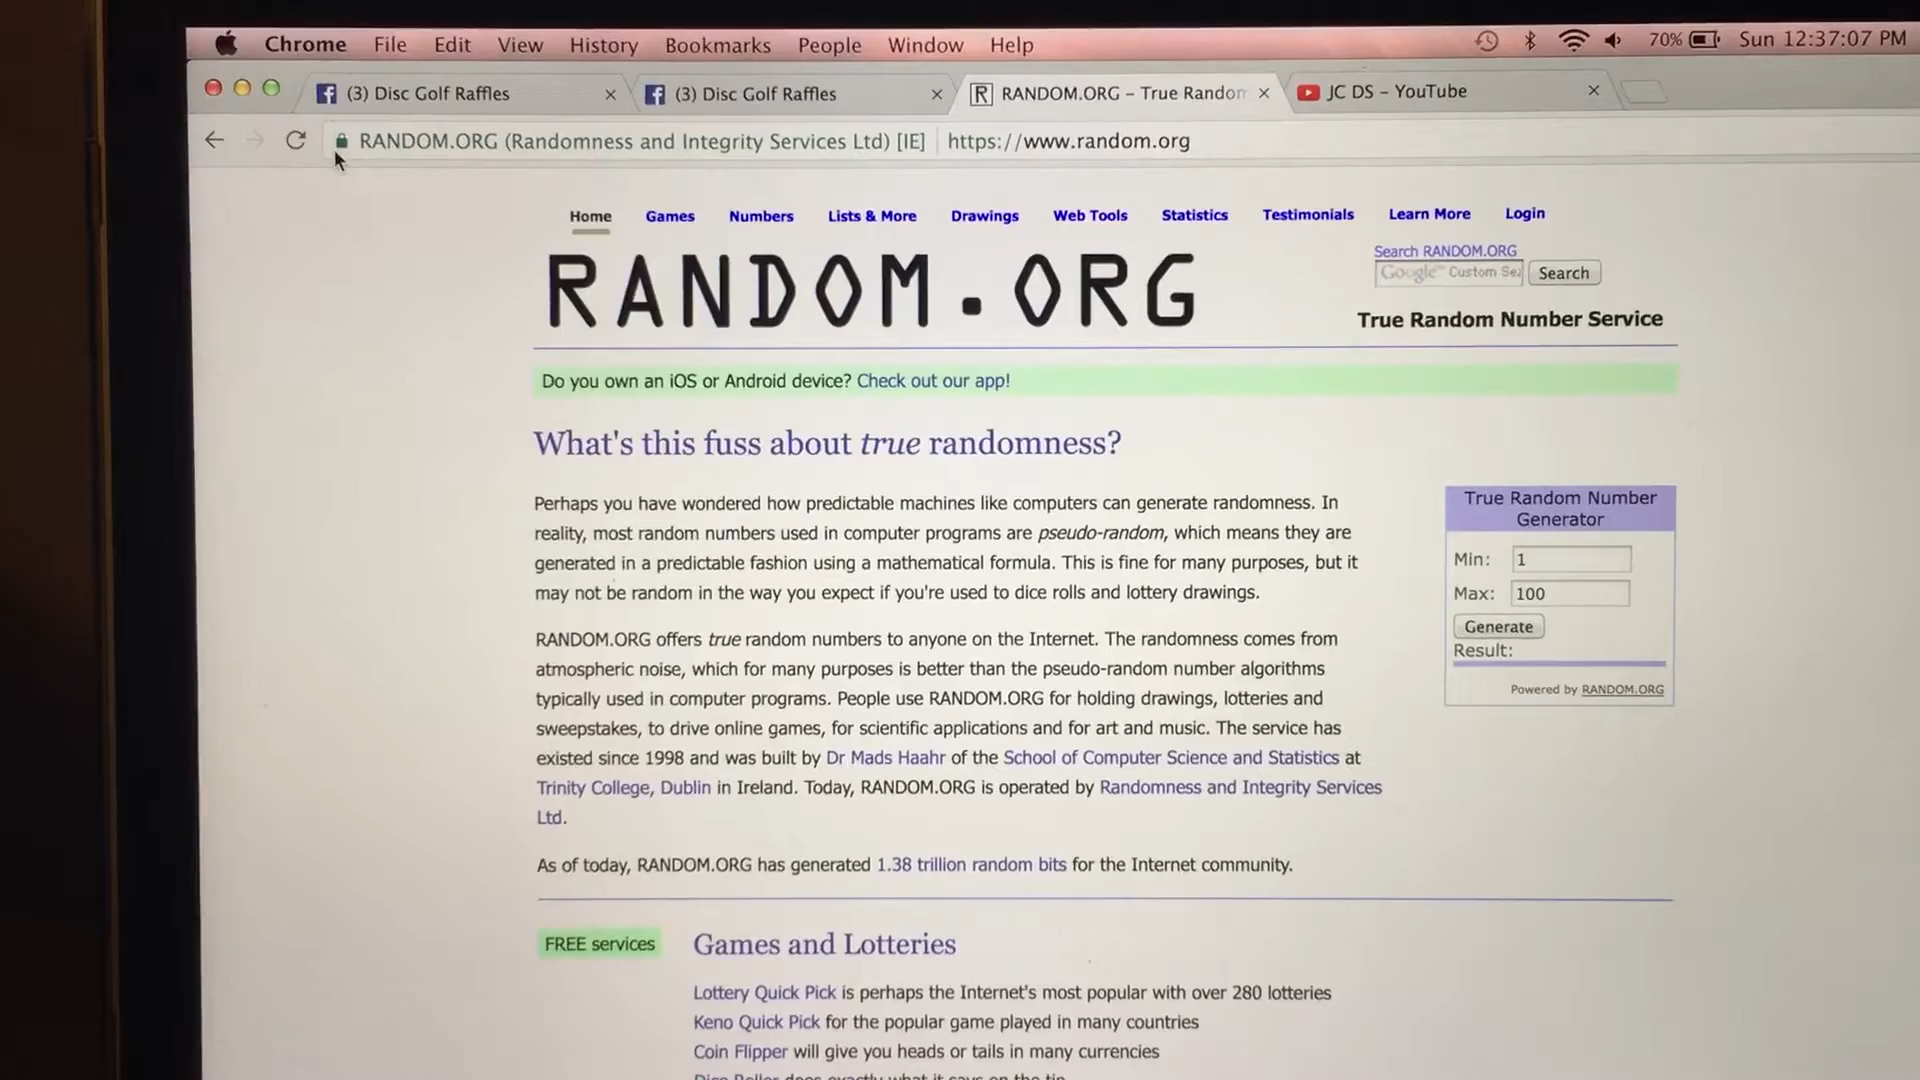 Chrome File Edit View History Bookmarks People Window Help 70% Sun 12:37:07 PM
(3) Disc Golf Raffles (3) Disc Golf Raffles RANDOM.ORG – True Random JC DS – YouTube
RANDOM.ORG (Randomness and Integrity Services Ltd) [IE] https://www.random.org
Home Games Numbers Lists & More Drawings Web Tools Statistics Testimonials Learn More Login
RANDOM.ORG
Search RANDOM.ORG
Google™ Custom Sea Search
True Random Number Service
Do you own an iOS or Android device? Check out our app!
What's this fuss about true randomness?
Perhaps you have wondered how predictable machines like computers can generate randomness. In
reality, most random numbers used in computer programs are pseudo-random, which means they are
generated in a predictable fashion using a mathematical formula. This is fine for many purposes, but it
may not be random in the way you expect if you're used to dice rolls and lottery drawings.
RANDOM.ORG offers true random numbers to anyone on the Internet. The randomness comes from
atmospheric noise, which for many purposes is better than the pseudo-random number algorithms
typically used in computer programs. People use RANDOM.ORG for holding drawings, lotteries and
sweepstakes, to drive online games, for scientific applications and for art and music. The service has
existed since 1998 and was built by Dr Mads Haahr of the School of Computer Science and Statistics at
Trinity College, Dublin in Ireland. Today, RANDOM.ORG is operated by Randomness and Integrity Services
Ltd.
As of today, RANDOM.ORG has generated 1.38 trillion random bits for the Internet community.
True Random Number
Generator
Min: 1
Max: 100
Generate
Result:
Powered by RANDOM.ORG
FREE services
Games and Lotteries
Lottery Quick Pick is perhaps the Internet's most popular with over 280 lotteries
Keno Quick Pick for the popular game played in many countries
Coin Flipper will give you heads or tails in many currencies
Dice Roller does exactly what it says on the tin